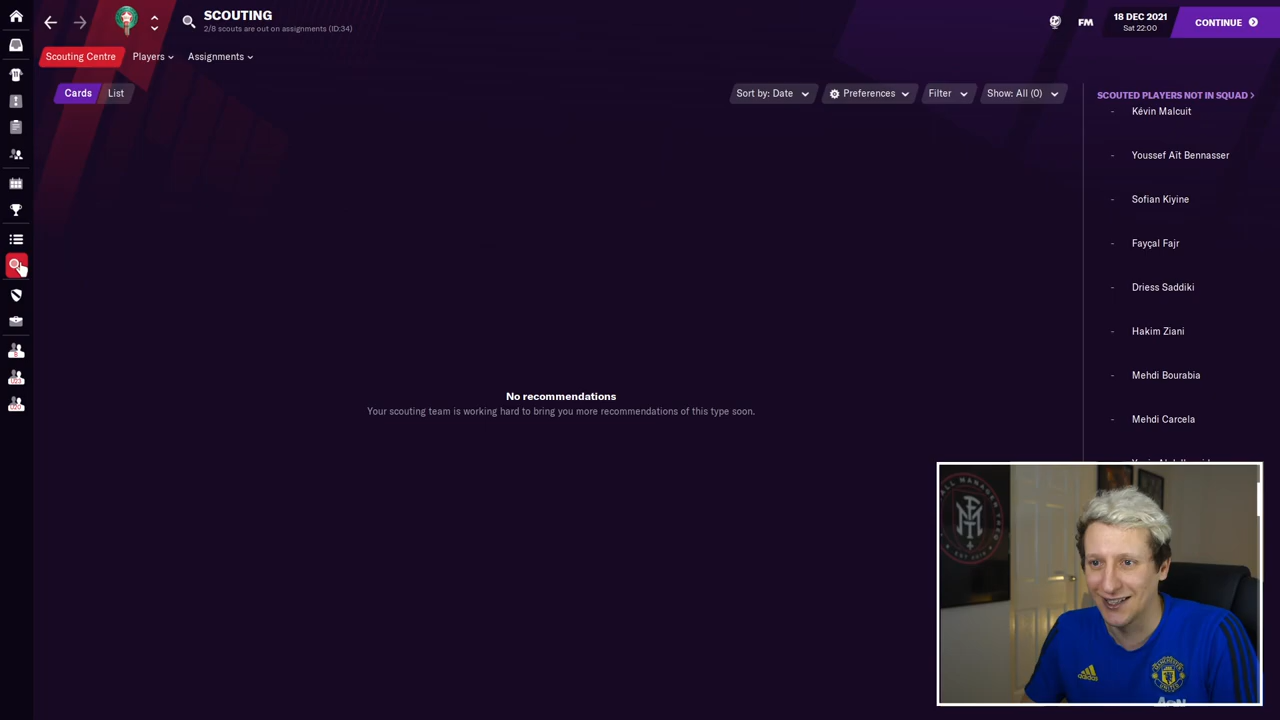 SCOUTING
2/8 scouts are out on assignments (ID:34)
FM
18 DEC 2021
Sat 22:00
CONTINUE
Scouting Centre
Players
Assignments
Cards
List
Sort by: Date
Preferences
Filter
Show: All (0)
SCOUTED PLAYERS NOT IN SQUAD >
- Kévin Malcuit
- Youssef Aït Bennasser
- Sofian Kiyine
- Fayçal Fajr
- Driess Saddiki
- Hakim Ziani
- Mehdi Bourabia
- Mehdi Carcela
No recommendations
Your scouting team is working hard to bring you more recommendations of this type soon.
adidas